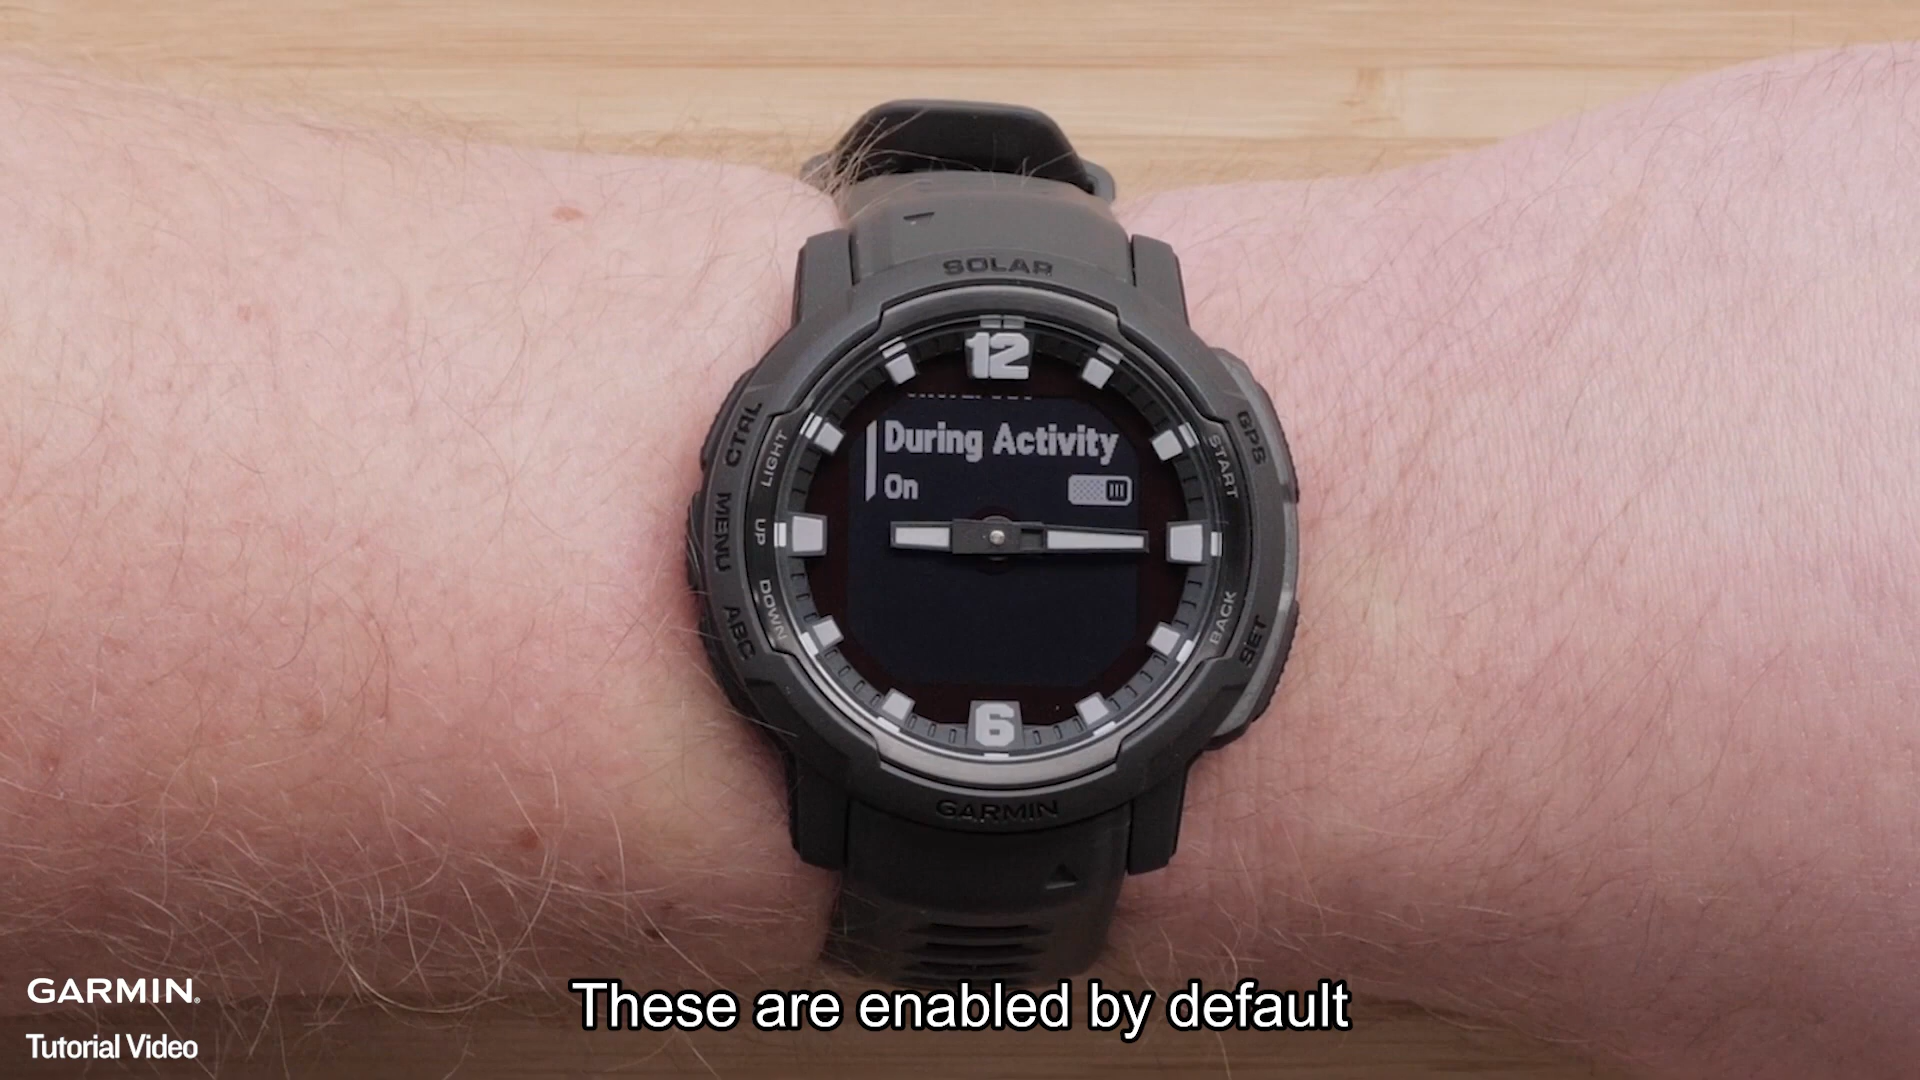 SOLAR
12
CTRL
LIGHT
GPS
START
During Activity
On
MENU
UP
DOWN
ABC
BACK
SET
6
GARMIN
These are enabled by default
GARMIN
Tutorial Video